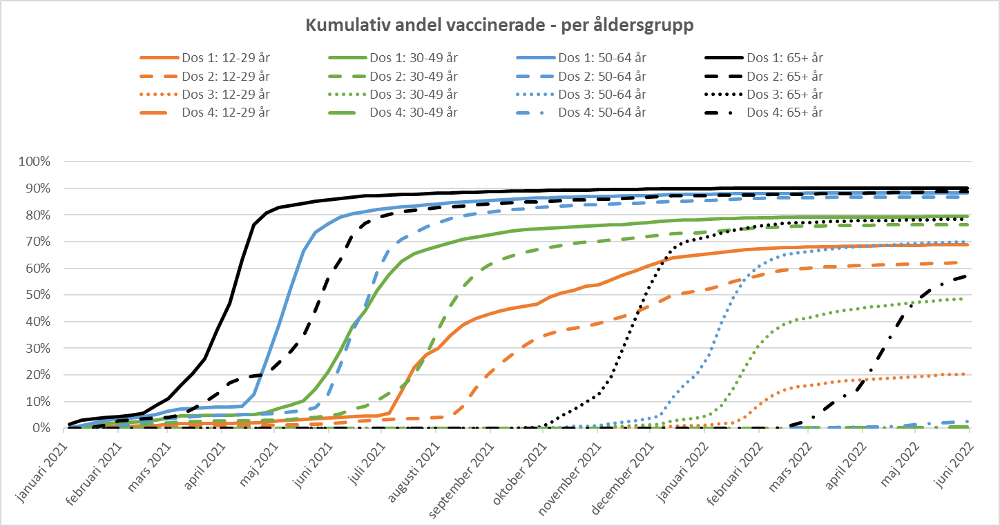 Kumulativ andel vaccinerade - per åldersgrupp
Dos 1: 12-29 år
Dos 1: 30-49 år
Dos 1: 50-64 år
Dos 1: 65+ år
Dos 2: 12-29 år
Dos 2: 30-49 år
Dos 2: 50-64 år
Dos 2: 65+ år
Dos 3: 12-29 år
Dos 3: 30-49 år
Dos 3: 50-64 år
Dos 3: 65+ år
Dos 4: 12-29 år
Dos 4: 30-49 år
Dos 4: 50-64 år
Dos 4: 65+ år
100%
90%
80%
70%
60%
50%
40%
30%
20%
10%
0%
januari 2021
februari 2021
mars 2021
april 2021
maj 2021
juni 2021
juli 2021
augusti 2021
september 2021
oktober 2021
november 2021
december 2021
januari 2022
februari 2022
mars 2022
april 2022
maj 2022
juni 2022